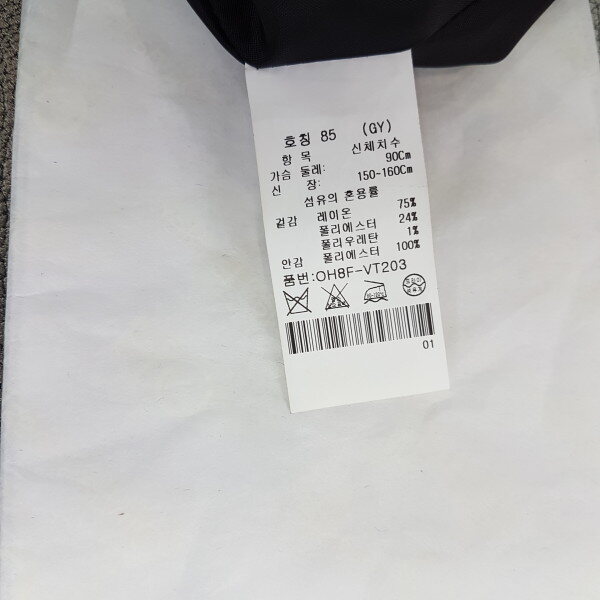 호칭 85 (GY)
항 목 신체치수
가슴 둘레: 90Cm
신 장: 150-160Cm
섬유의 혼용률
겉감 레이온 75%
폴리에스터 24%
폴리우레탄 1%
안감 폴리에스터 100%
품번:OH8F-VT203
01